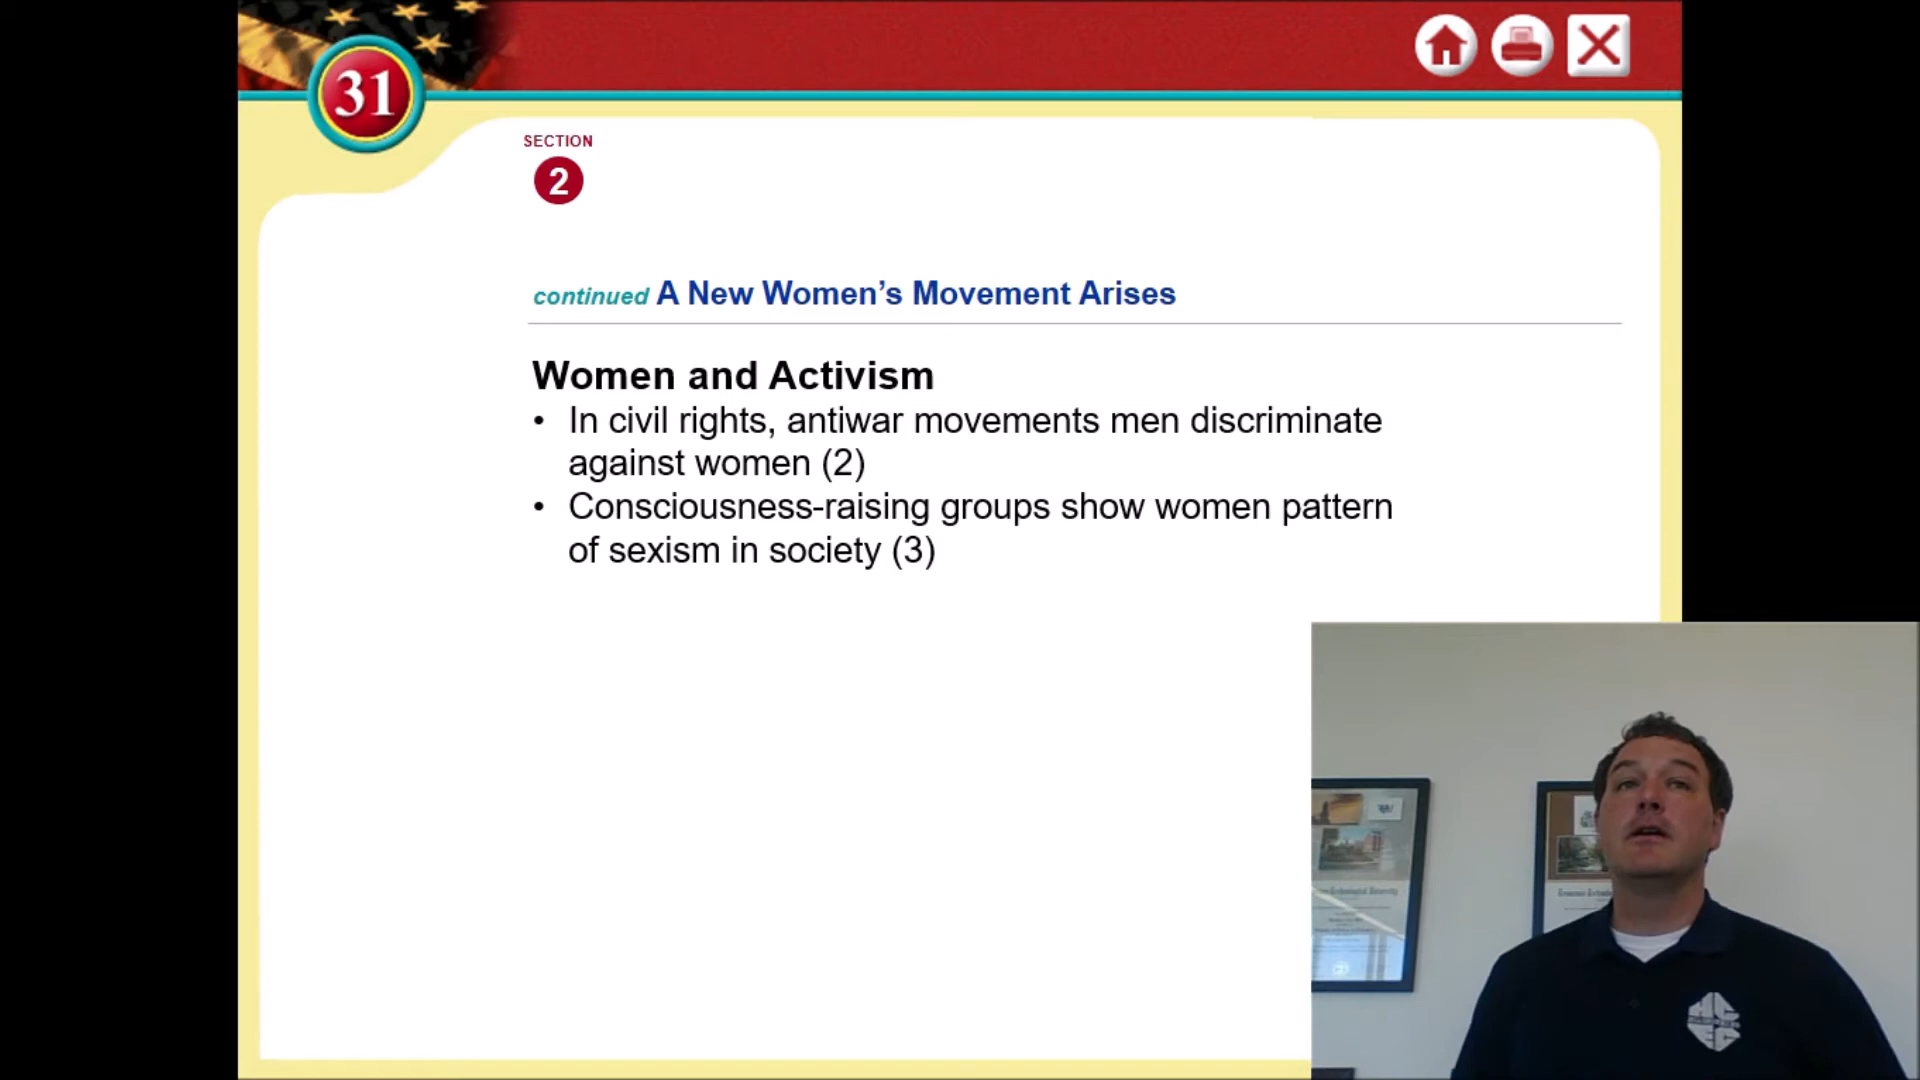 31
SECTION
2
continued A New Women's Movement Arises
Women and Activism
• In civil rights, antiwar movements men discriminate
against women (2)
• Consciousness-raising groups show women pattern
of sexism in society (3)